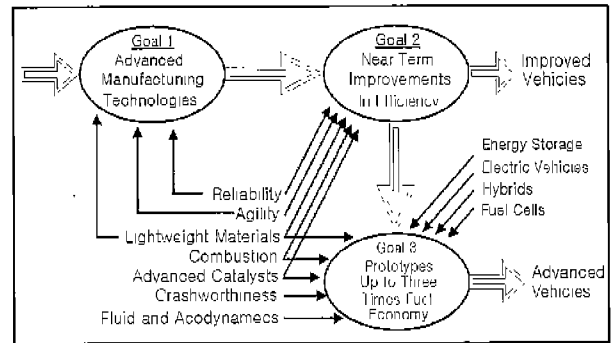 Goal 1
Advanced
Manufacturing
Technologies
Goal 2
Near Term
Improvements
In Efficiency
Improved
Vehicles
Energy Storage
Electric Vehicles
Hybrids
Fuel Cells
Reliability
Agility
Lightweight Materials
Combustion
Advanced Catalysts
Crashworthiness
Fluid and Acodynamecs
Goal 3
Prototypes
Up to Three
Times Fuel
Economy
Advanced
Vehicles